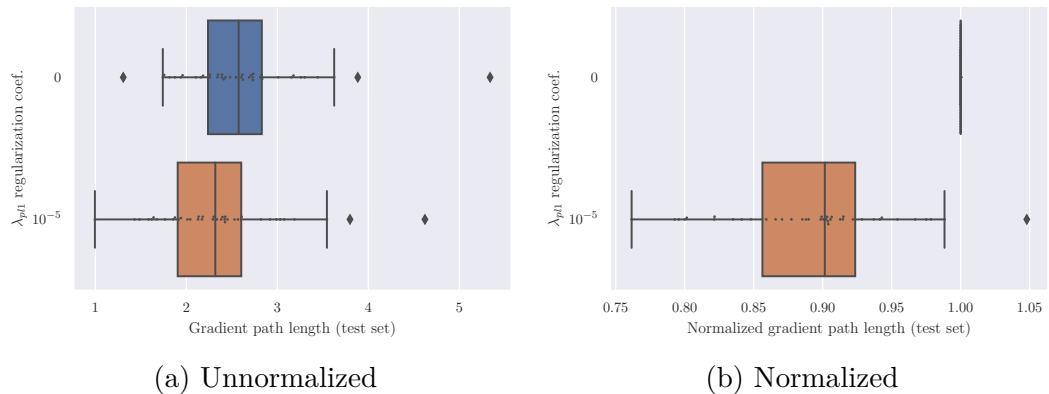 λpl1 regularization coef.
0
10⁻⁵
1 2 3 4 5
Gradient path length (test set)
(a) Unnormalized
λpl1 regularization coef.
0
10⁻⁵
0.75 0.80 0.85 0.90 0.95 1.00 1.05
Normalized gradient path length (test set)
(b) Normalized